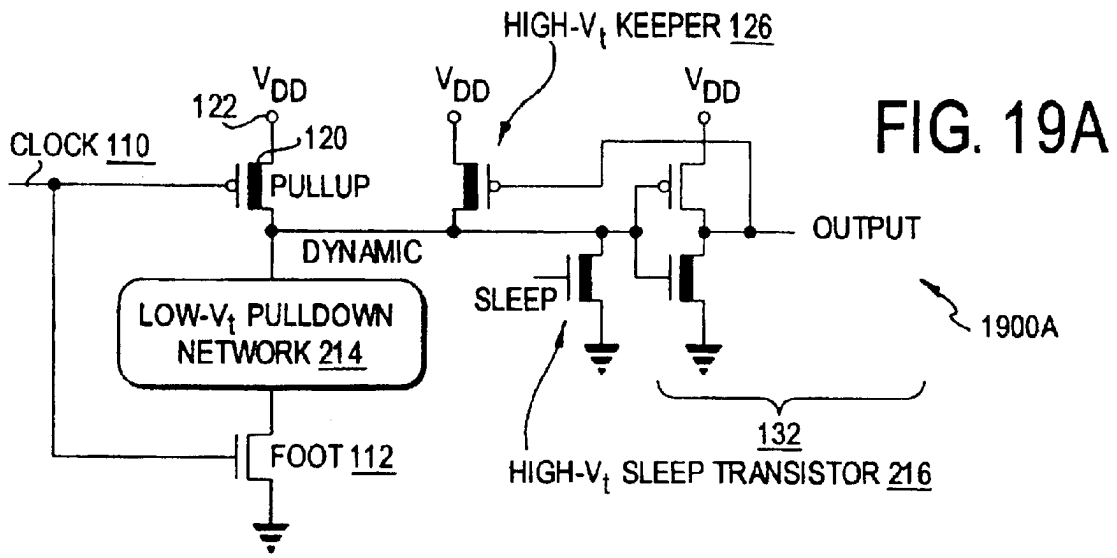 HIGH-Vt KEEPER 126
VDD
VDD
VDD
FIG. 19A
122
120
CLOCK 110
PULLUP
OUTPUT
DYNAMIC
SLEEP
LOW-Vt PULLDOWN
NETWORK 214
1900A
FOOT 112
132
HIGH-Vt SLEEP TRANSISTOR 216